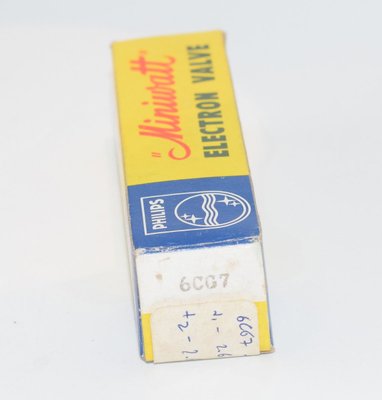 "Miniwatt"
ELECTRON VALVE
PHILIPS
6CG7
6CG7